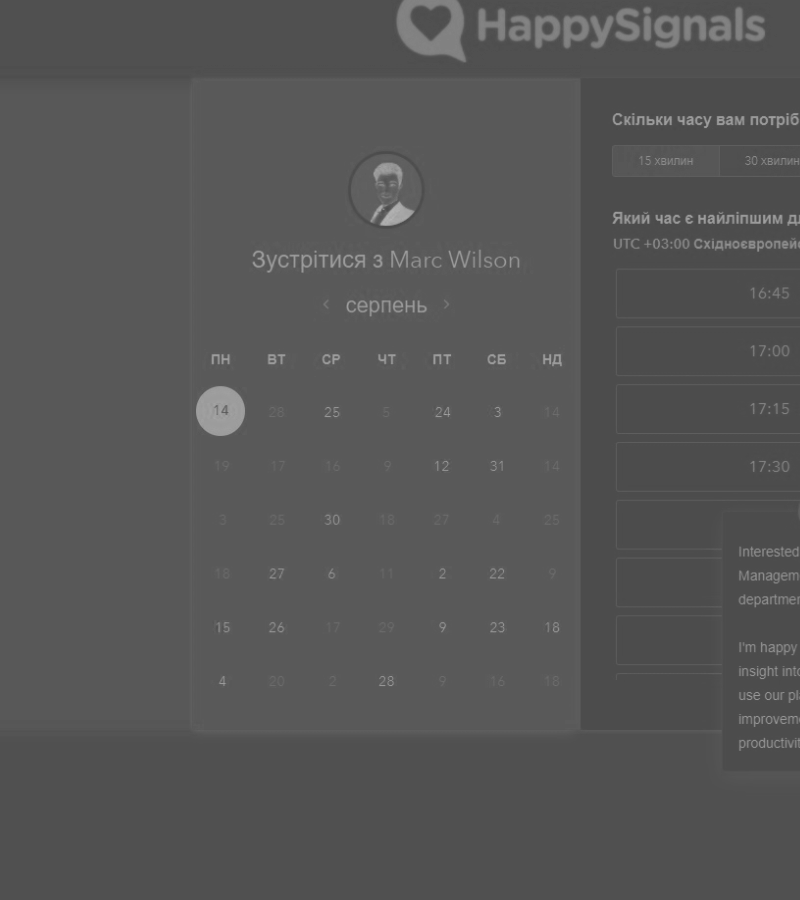 HappySignals
Зустрітися з Marc Wilson
серпень
ПН ВТ СР ЧТ ПТ СБ НД
14 28 25 5 24 3 14
19 17 16 9 12 31 14
3 25 30 18 27 4 25
18 27 6 11 2 22 9
15 26 17 29 9 23 18
4 20 2 28 9 16 18
Скільки часу вам потріб
15 хвилин 30 хвилин
Який час є найліпшим д
UTC +03:00 Східноєвропейс
16:45
17:00
17:15
17:30
Interested
Managem
departmen
I'm happy
insight into
use our pla
improvem
productivit